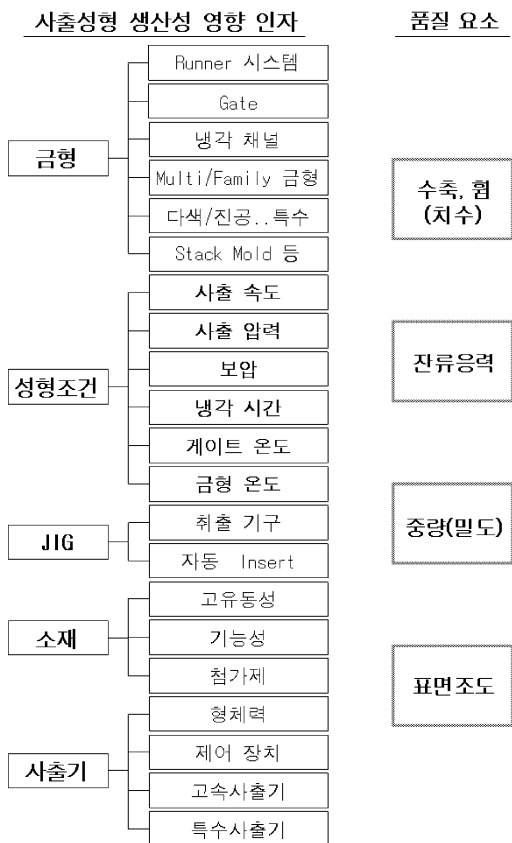 사출성형 생산성 영향 인자
품질 요소
금형
Runner 시스템
Gate
냉각 채널
Multi/Family 금형
다색/진공..특수
Stack Mold 등
성형조건
사출 속도
사출 압력
보압
냉각 시간
게이트 온도
금형 온도
JIG
취출 기구
자동 Insert
소재
고유동성
기능성
첨가제
사출기
형체력
제어 장치
고속사출기
특수사출기
수축, 휨
(치수)
잔류응력
중량(밀도)
표면조도